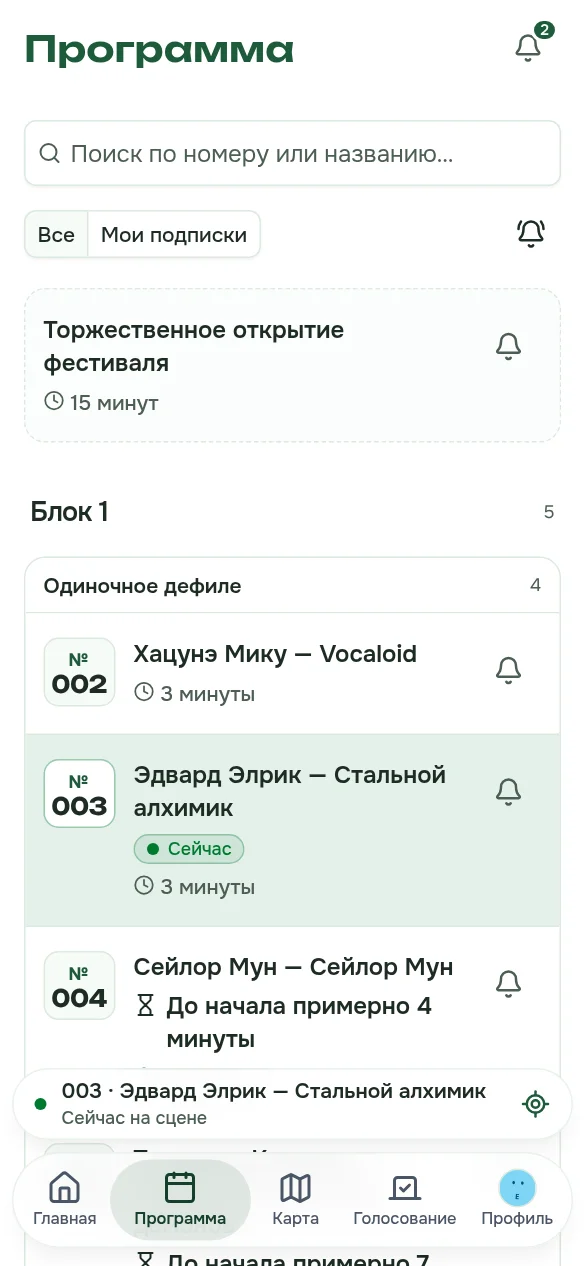 Программа
2
Поиск по номеру или названию...
Все
Мои подписки
Торжественное открытие
фестиваля
15 минут
Блок 1
5
Одиночное дефиле
4
№
002
Хацунэ Мику — Vocaloid
3 минуты
№
003
Эдвард Элрик — Стальной
алхимик
Сейчас
3 минуты
№
004
Сейлор Мун — Сейлор Мун
До начала примерно 4
минуты
003 · Эдвард Элрик — Стальной алхимик
Сейчас на сцене
Главная
Программа
Карта
Голосование
Профиль
До начала примерно 7